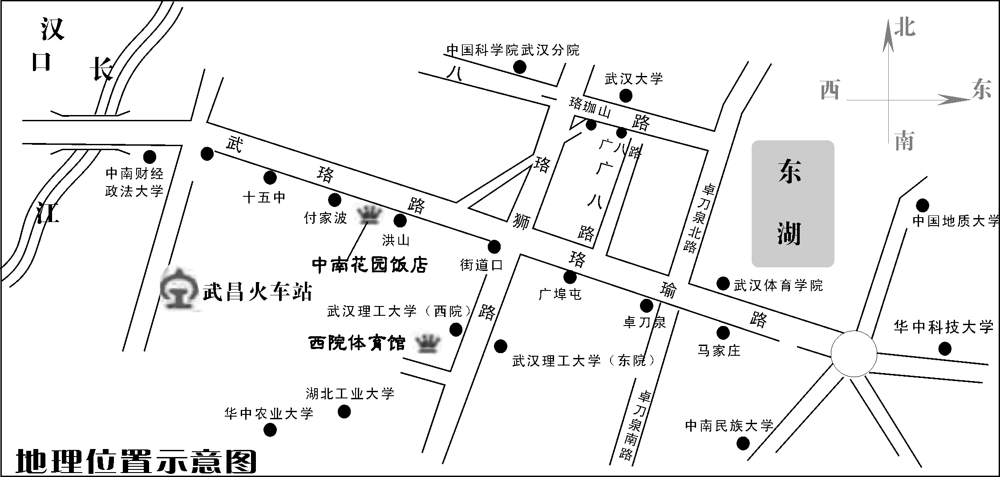 汉口
长江
北
西
东
南
中国科学院武汉分院
八
武汉大学
珞珈山
路
广八路
广八路
武珞路
珞狮路
珞瑜路
卓刀泉北路
卓刀泉南路
东湖
中国地质大学
中南财经
政法大学
十五中
付家波
洪山
中南花园饭店
街道口
武昌火车站
武汉理工大学（西院）
西院体育馆
武汉理工大学（东院）
广埠屯
卓刀泉
武汉体育学院
马家庄
华中科技大学
湖北工业大学
华中农业大学
中南民族大学
地理位置示意图